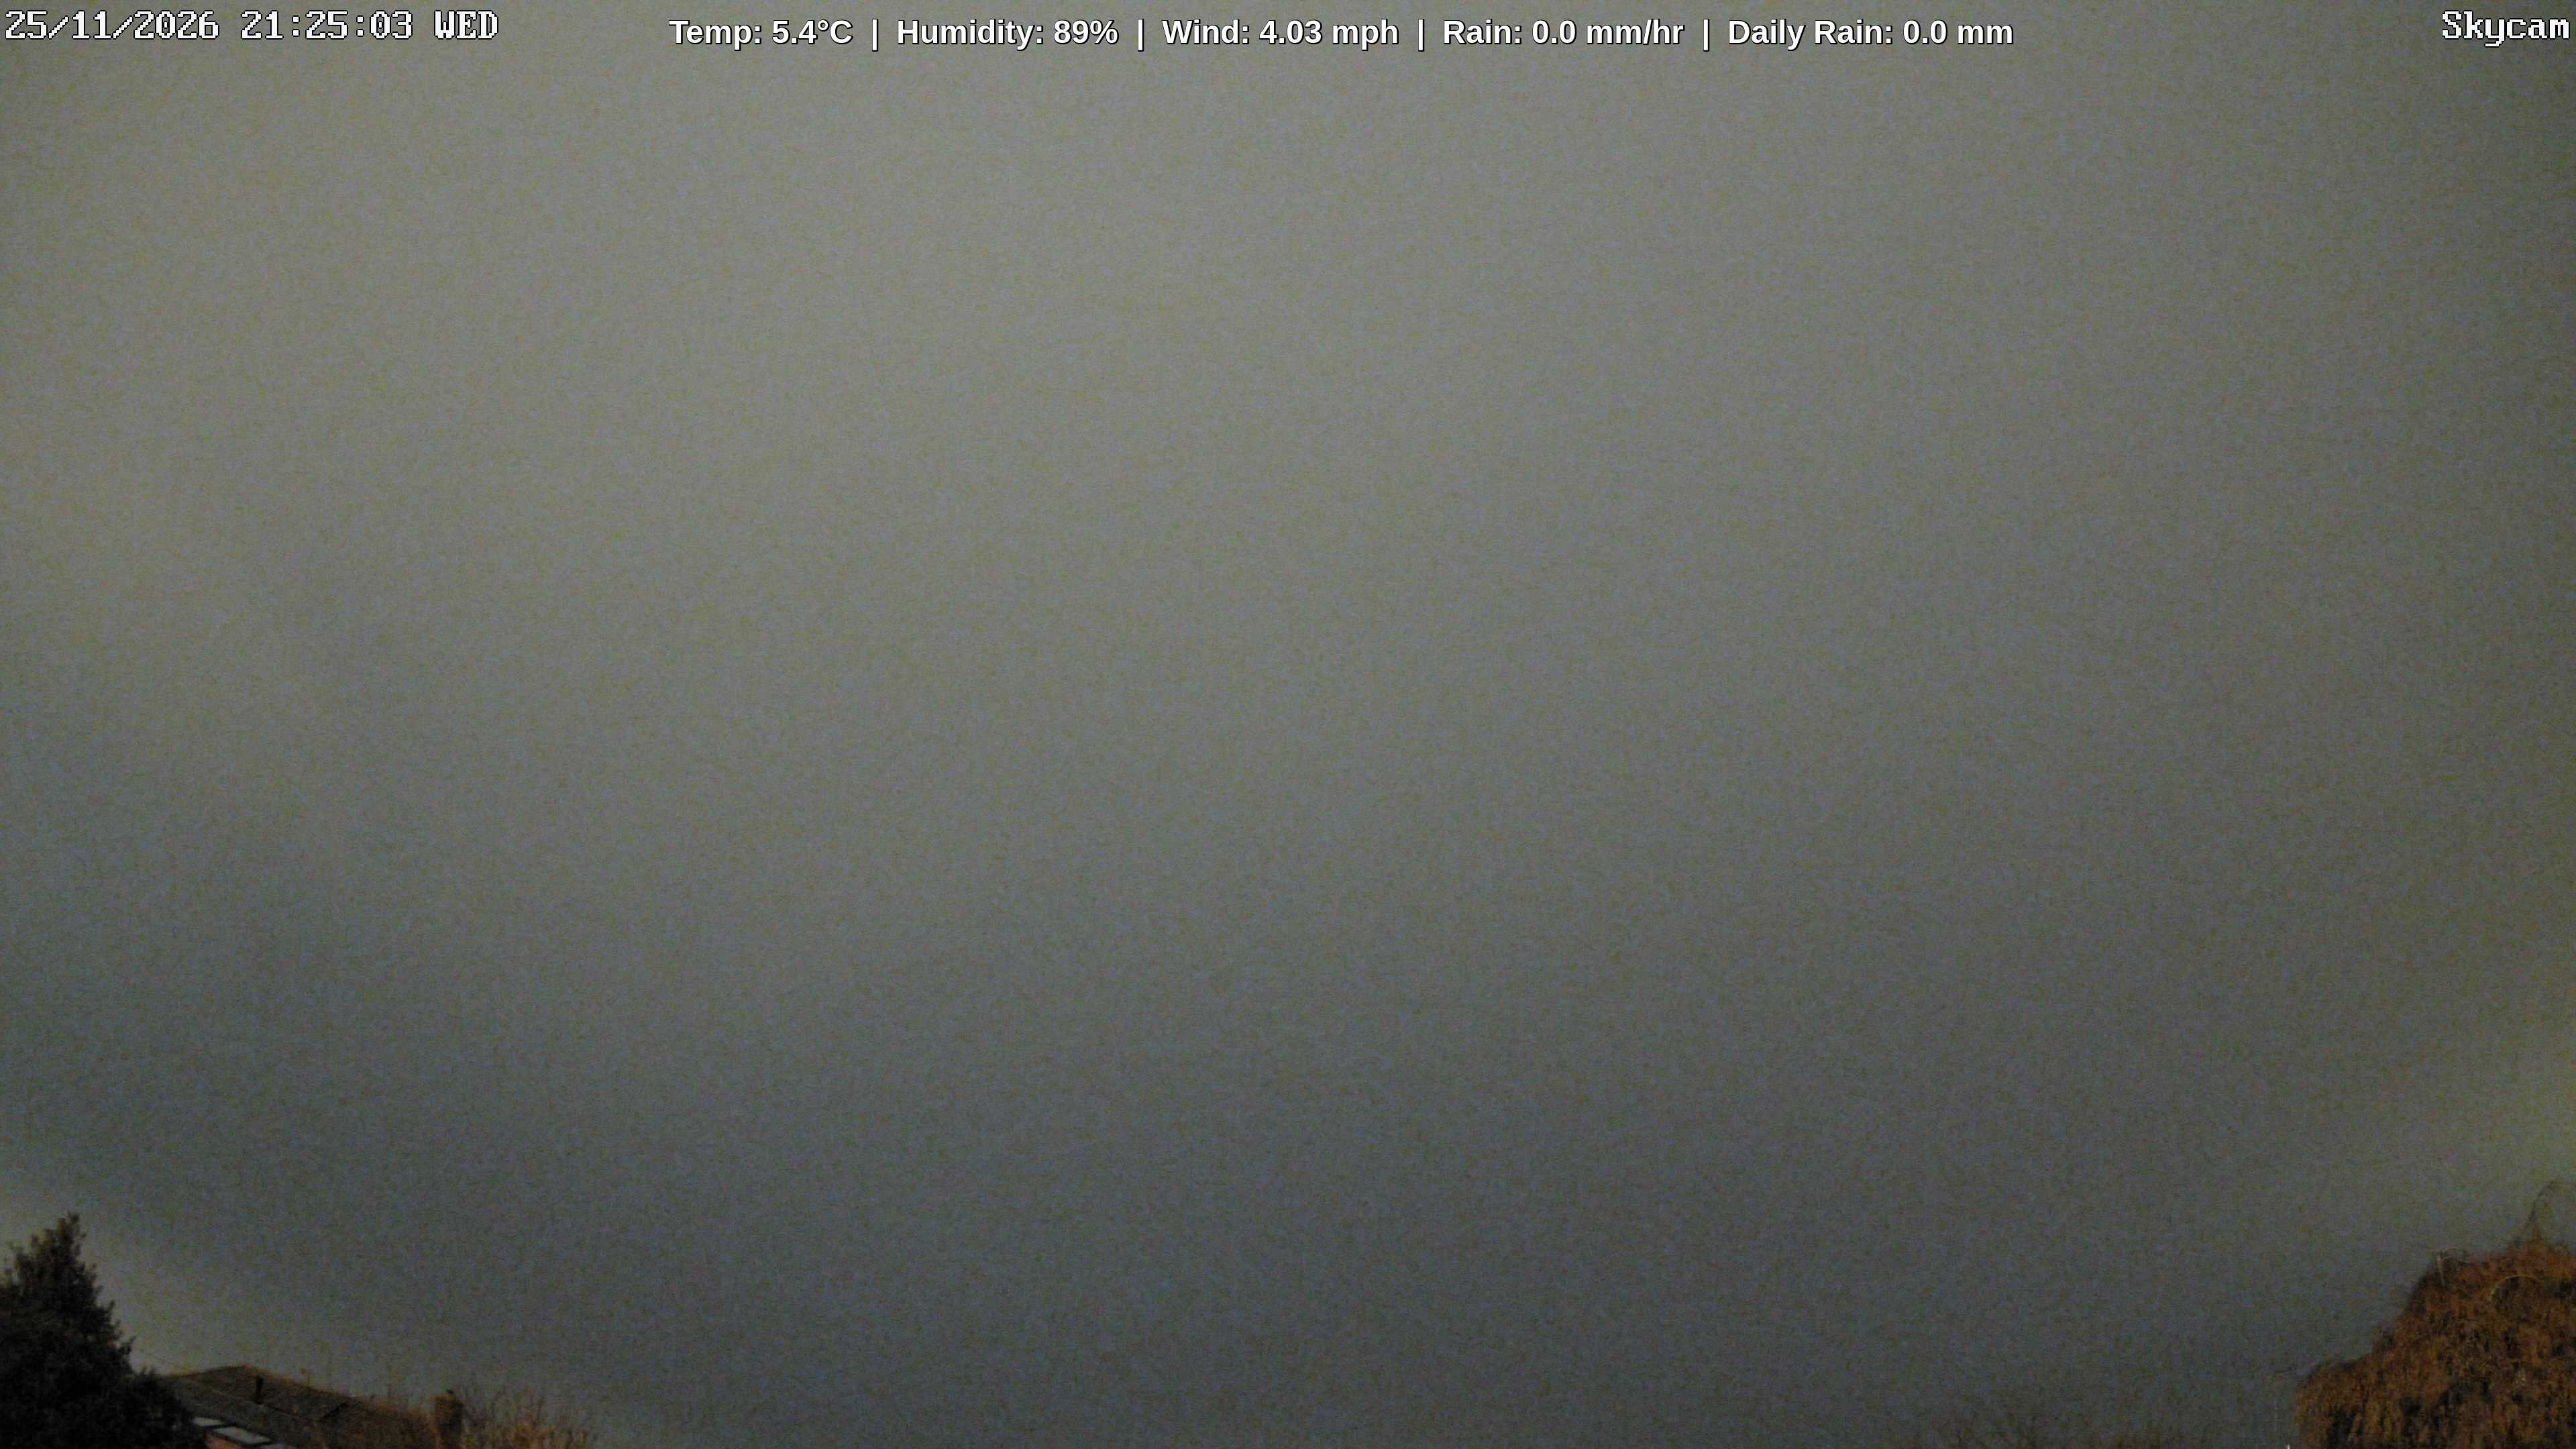 25/11/2026 21:25:03 WED
Temp: 5.4°C | Humidity: 89% | Wind: 4.03 mph | Rain: 0.0 mm/hr | Daily Rain: 0.0 mm
Skycam